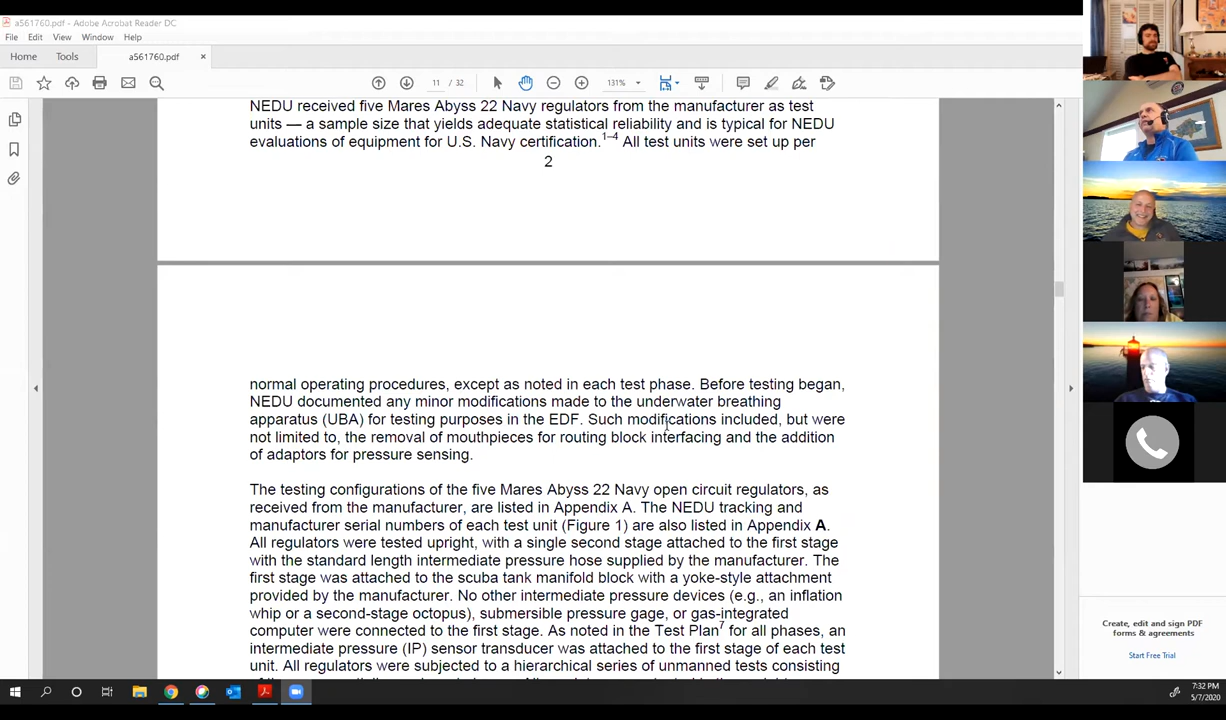 a561760.pdf - Adobe Acrobat Reader DC
File Edit View Window Help
Home Tools a561760.pdf ×
11 / 32 131%
NEDU received five Mares Abyss 22 Navy regulators from the manufacturer as test
units — a sample size that yields adequate statistical reliability and is typical for NEDU
evaluations of equipment for U.S. Navy certification.1–4 All test units were set up per
2
normal operating procedures, except as noted in each test phase. Before testing began,
NEDU documented any minor modifications made to the underwater breathing
apparatus (UBA) for testing purposes in the EDF. Such modifications included, but were
not limited to, the removal of mouthpieces for routing block interfacing and the addition
of adaptors for pressure sensing.
The testing configurations of the five Mares Abyss 22 Navy open circuit regulators, as
received from the manufacturer, are listed in Appendix A. The NEDU tracking and
manufacturer serial numbers of each test unit (Figure 1) are also listed in Appendix A.
All regulators were tested upright, with a single second stage attached to the first stage
with the standard length intermediate pressure hose supplied by the manufacturer. The
first stage was attached to the scuba tank manifold block with a yoke-style attachment
provided by the manufacturer. No other intermediate pressure devices (e.g., an inflation
whip or a second-stage octopus), submersible pressure gage, or gas-integrated
computer were connected to the first stage. As noted in the Test Plan7 for all phases, an
intermediate pressure (IP) sensor transducer was attached to the first stage of each test
unit. All regulators were subjected to a hierarchical series of unmanned tests consisting
Create, edit and sign PDF
forms & agreements
Start Free Trial
7:32 PM
5/7/2020